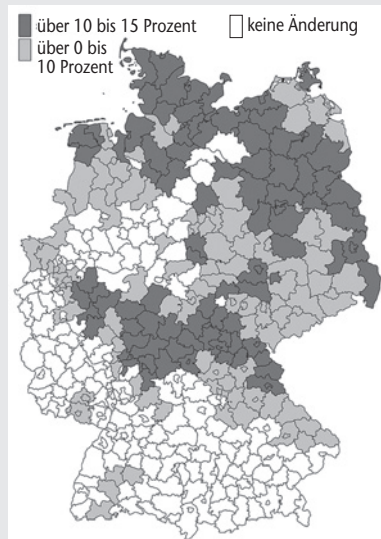 über 10 bis 15 Prozent
über 0 bis
10 Prozent
keine Änderung